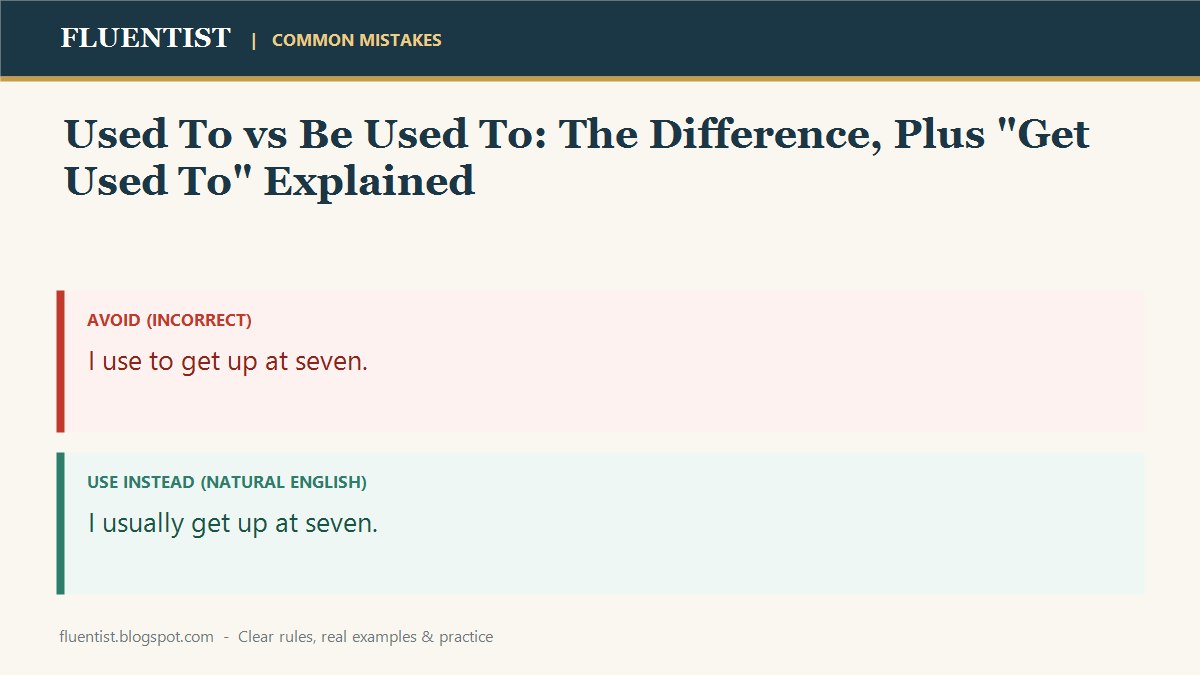 FLUENTIST | COMMON MISTAKES
Used To vs Be Used To: The Difference, Plus "Get
Used To" Explained
AVOID (INCORRECT)
I use to get up at seven.
USE INSTEAD (NATURAL ENGLISH)
I usually get up at seven.
fluentist.blogspot.com - Clear rules, real examples & practice